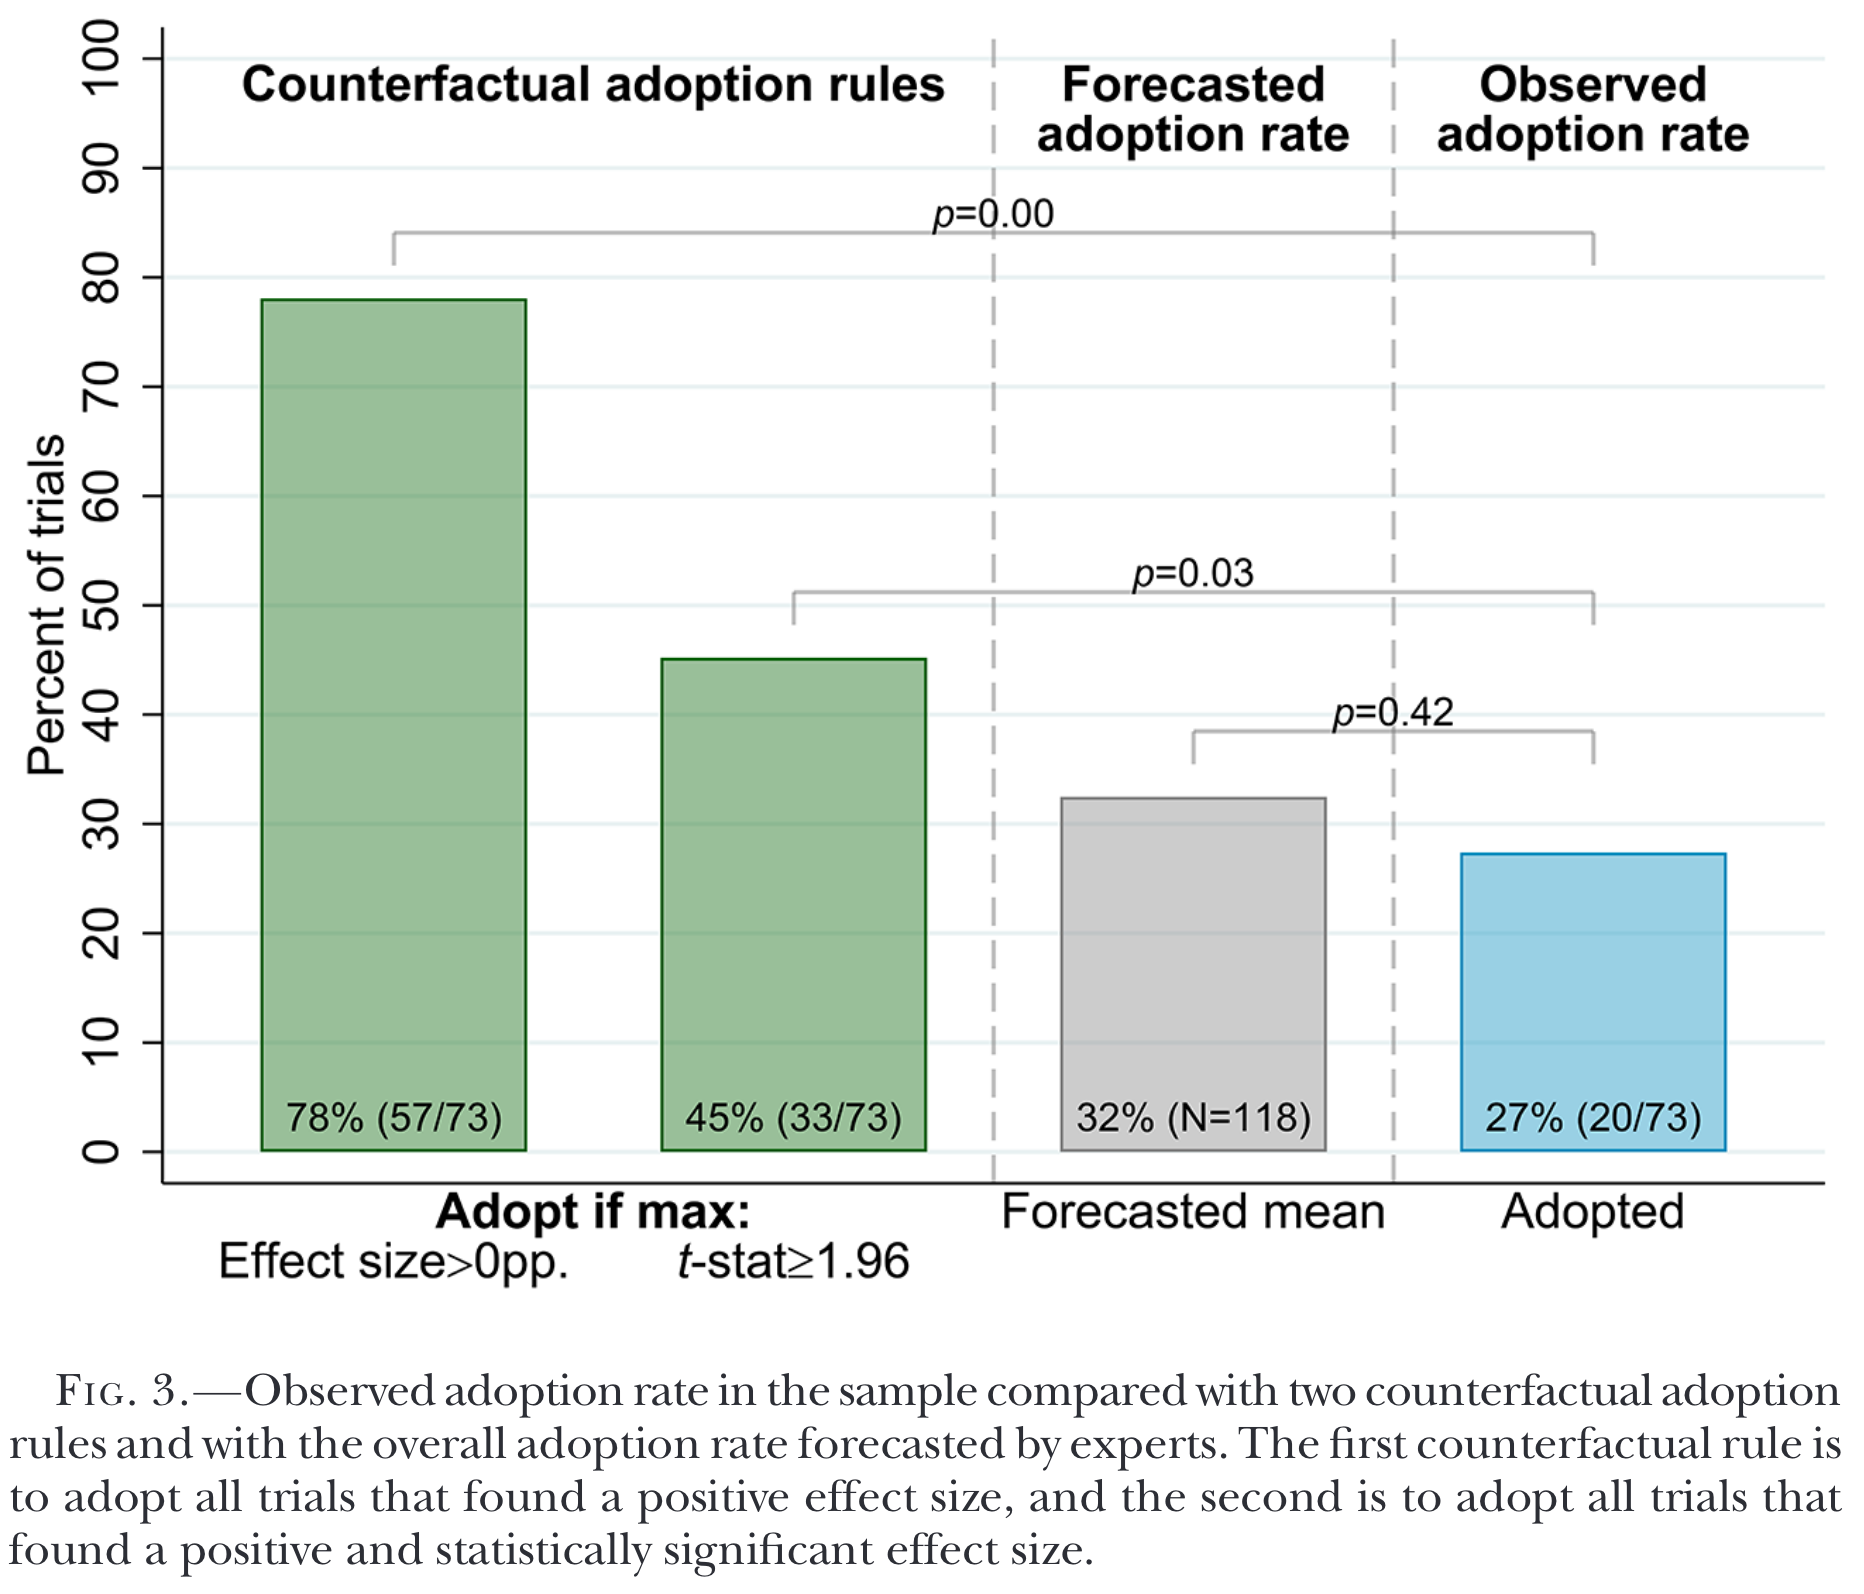 Counterfactual adoption rules
Forecasted
adoption rate
Observed
adoption rate
100
90
80
70
60
50
40
30
20
10
0
Percent of trials
p=0.00
p=0.03
p=0.42
78% (57/73)
45% (33/73)
32% (N=118)
27% (20/73)
Adopt if max:
Effect size>0pp.
t-stat≥1.96
Forecasted mean
Adopted
FIG. 3.—Observed adoption rate in the sample compared with two counterfactual adoption
rules and with the overall adoption rate forecasted by experts. The first counterfactual rule is
to adopt all trials that found a positive effect size, and the second is to adopt all trials that
found a positive and statistically significant effect size.